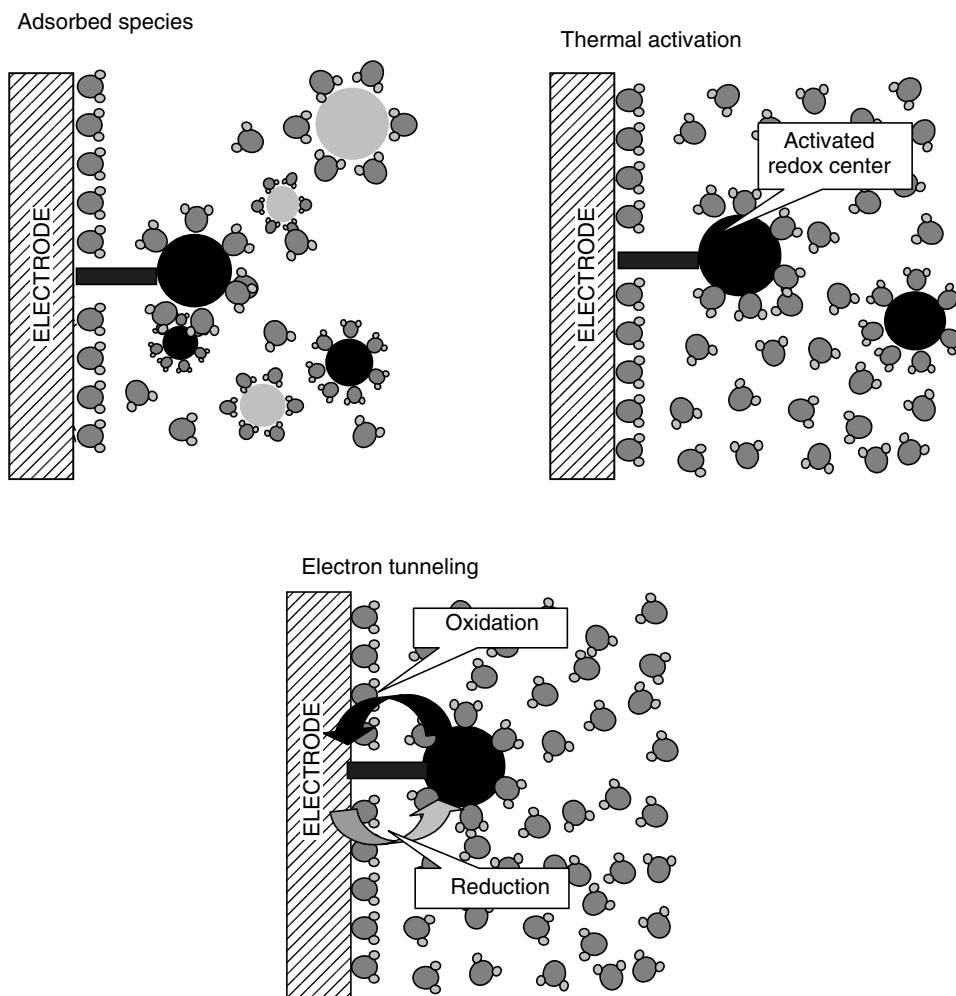 Adsorbed species
ELECTRODE
Thermal activation
ELECTRODE
Activated
redox center
Electron tunneling
ELECTRODE
Oxidation
Reduction